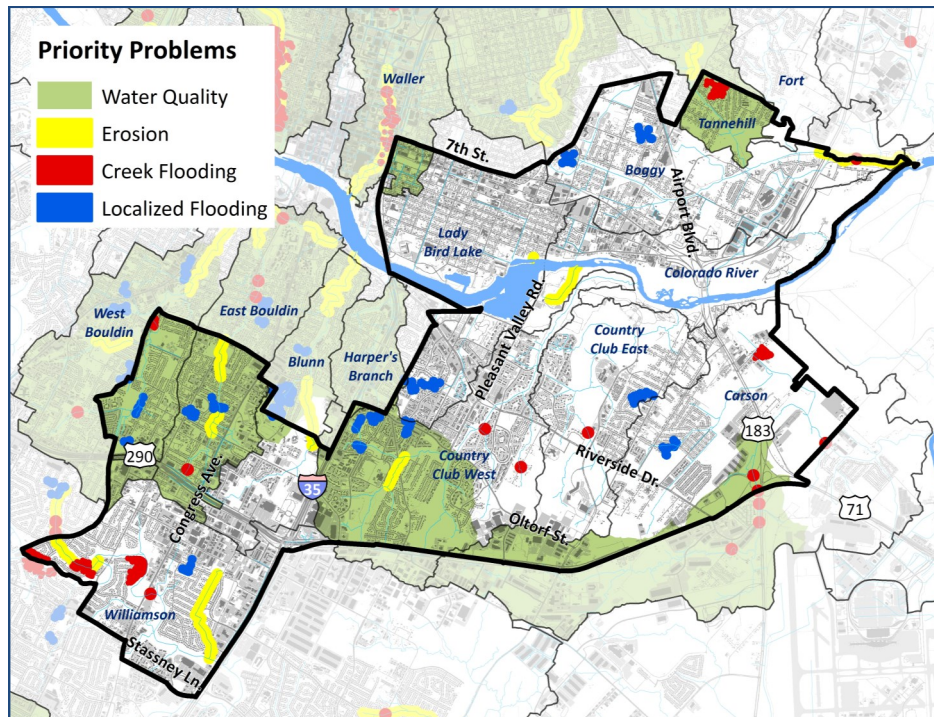 Priority Problems
Water Quality
Erosion
Creek Flooding
Localized Flooding
Waller
Fort
Tannehill
7th St.
Boggy
Airport Blvd.
Lady
Bird Lake
Colorado River
Pleasant Valley Rd.
West
Bouldin
East Bouldin
Blunn
Harper's
Branch
Country
Club East
Carson
290
Congress Ave.
35
Country
Club West
Riverside Dr.
183
71
Oltorf St.
Williamson
Stassney Ln.